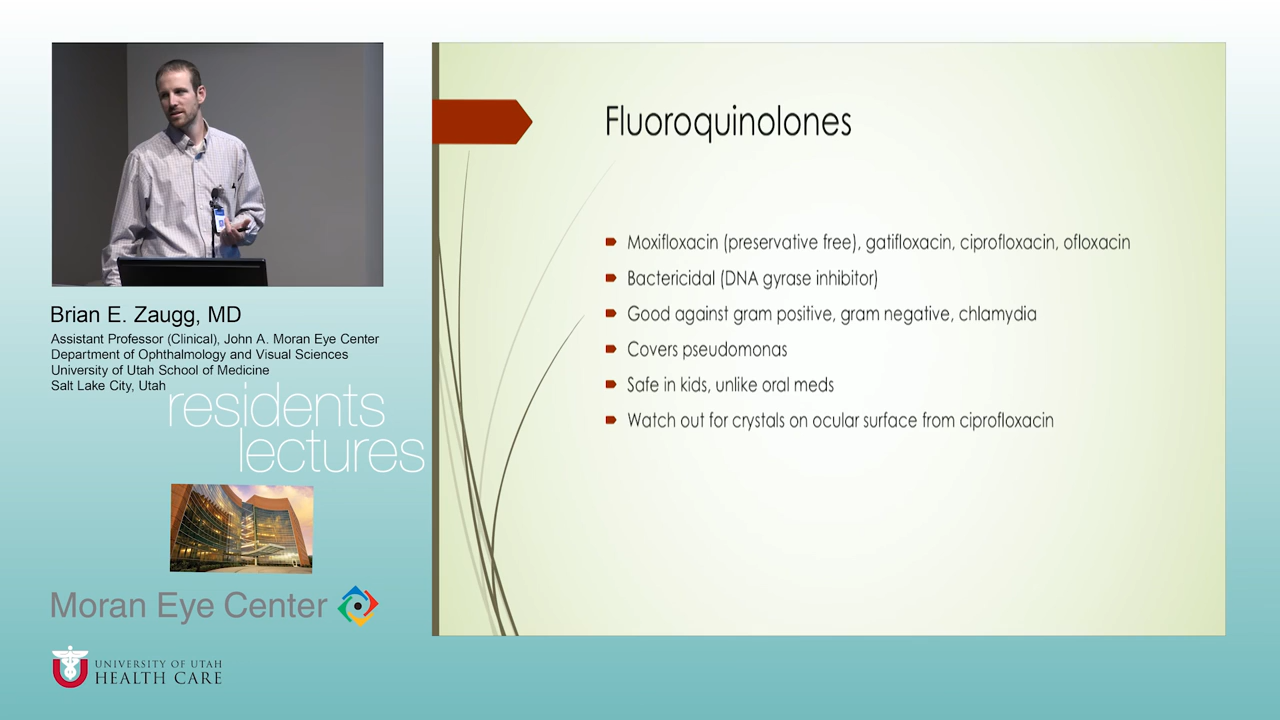 Brian E. Zaugg, MD
Assistant Professor (Clinical), John A. Moran Eye Center
Department of Ophthalmology and Visual Sciences
University of Utah School of Medicine
Salt Lake City, Utah
residents
lectures
Moran Eye Center
UNIVERSITY OF UTAH
HEALTH CARE
Fluoroquinolones
Moxifloxacin (preservative free), gatifloxacin, ciprofloxacin, ofloxacin
Bactericidal (DNA gyrase inhibitor)
Good against gram positive, gram negative, chlamydia
Covers pseudomonas
Safe in kids, unlike oral meds
Watch out for crystals on ocular surface from ciprofloxacin